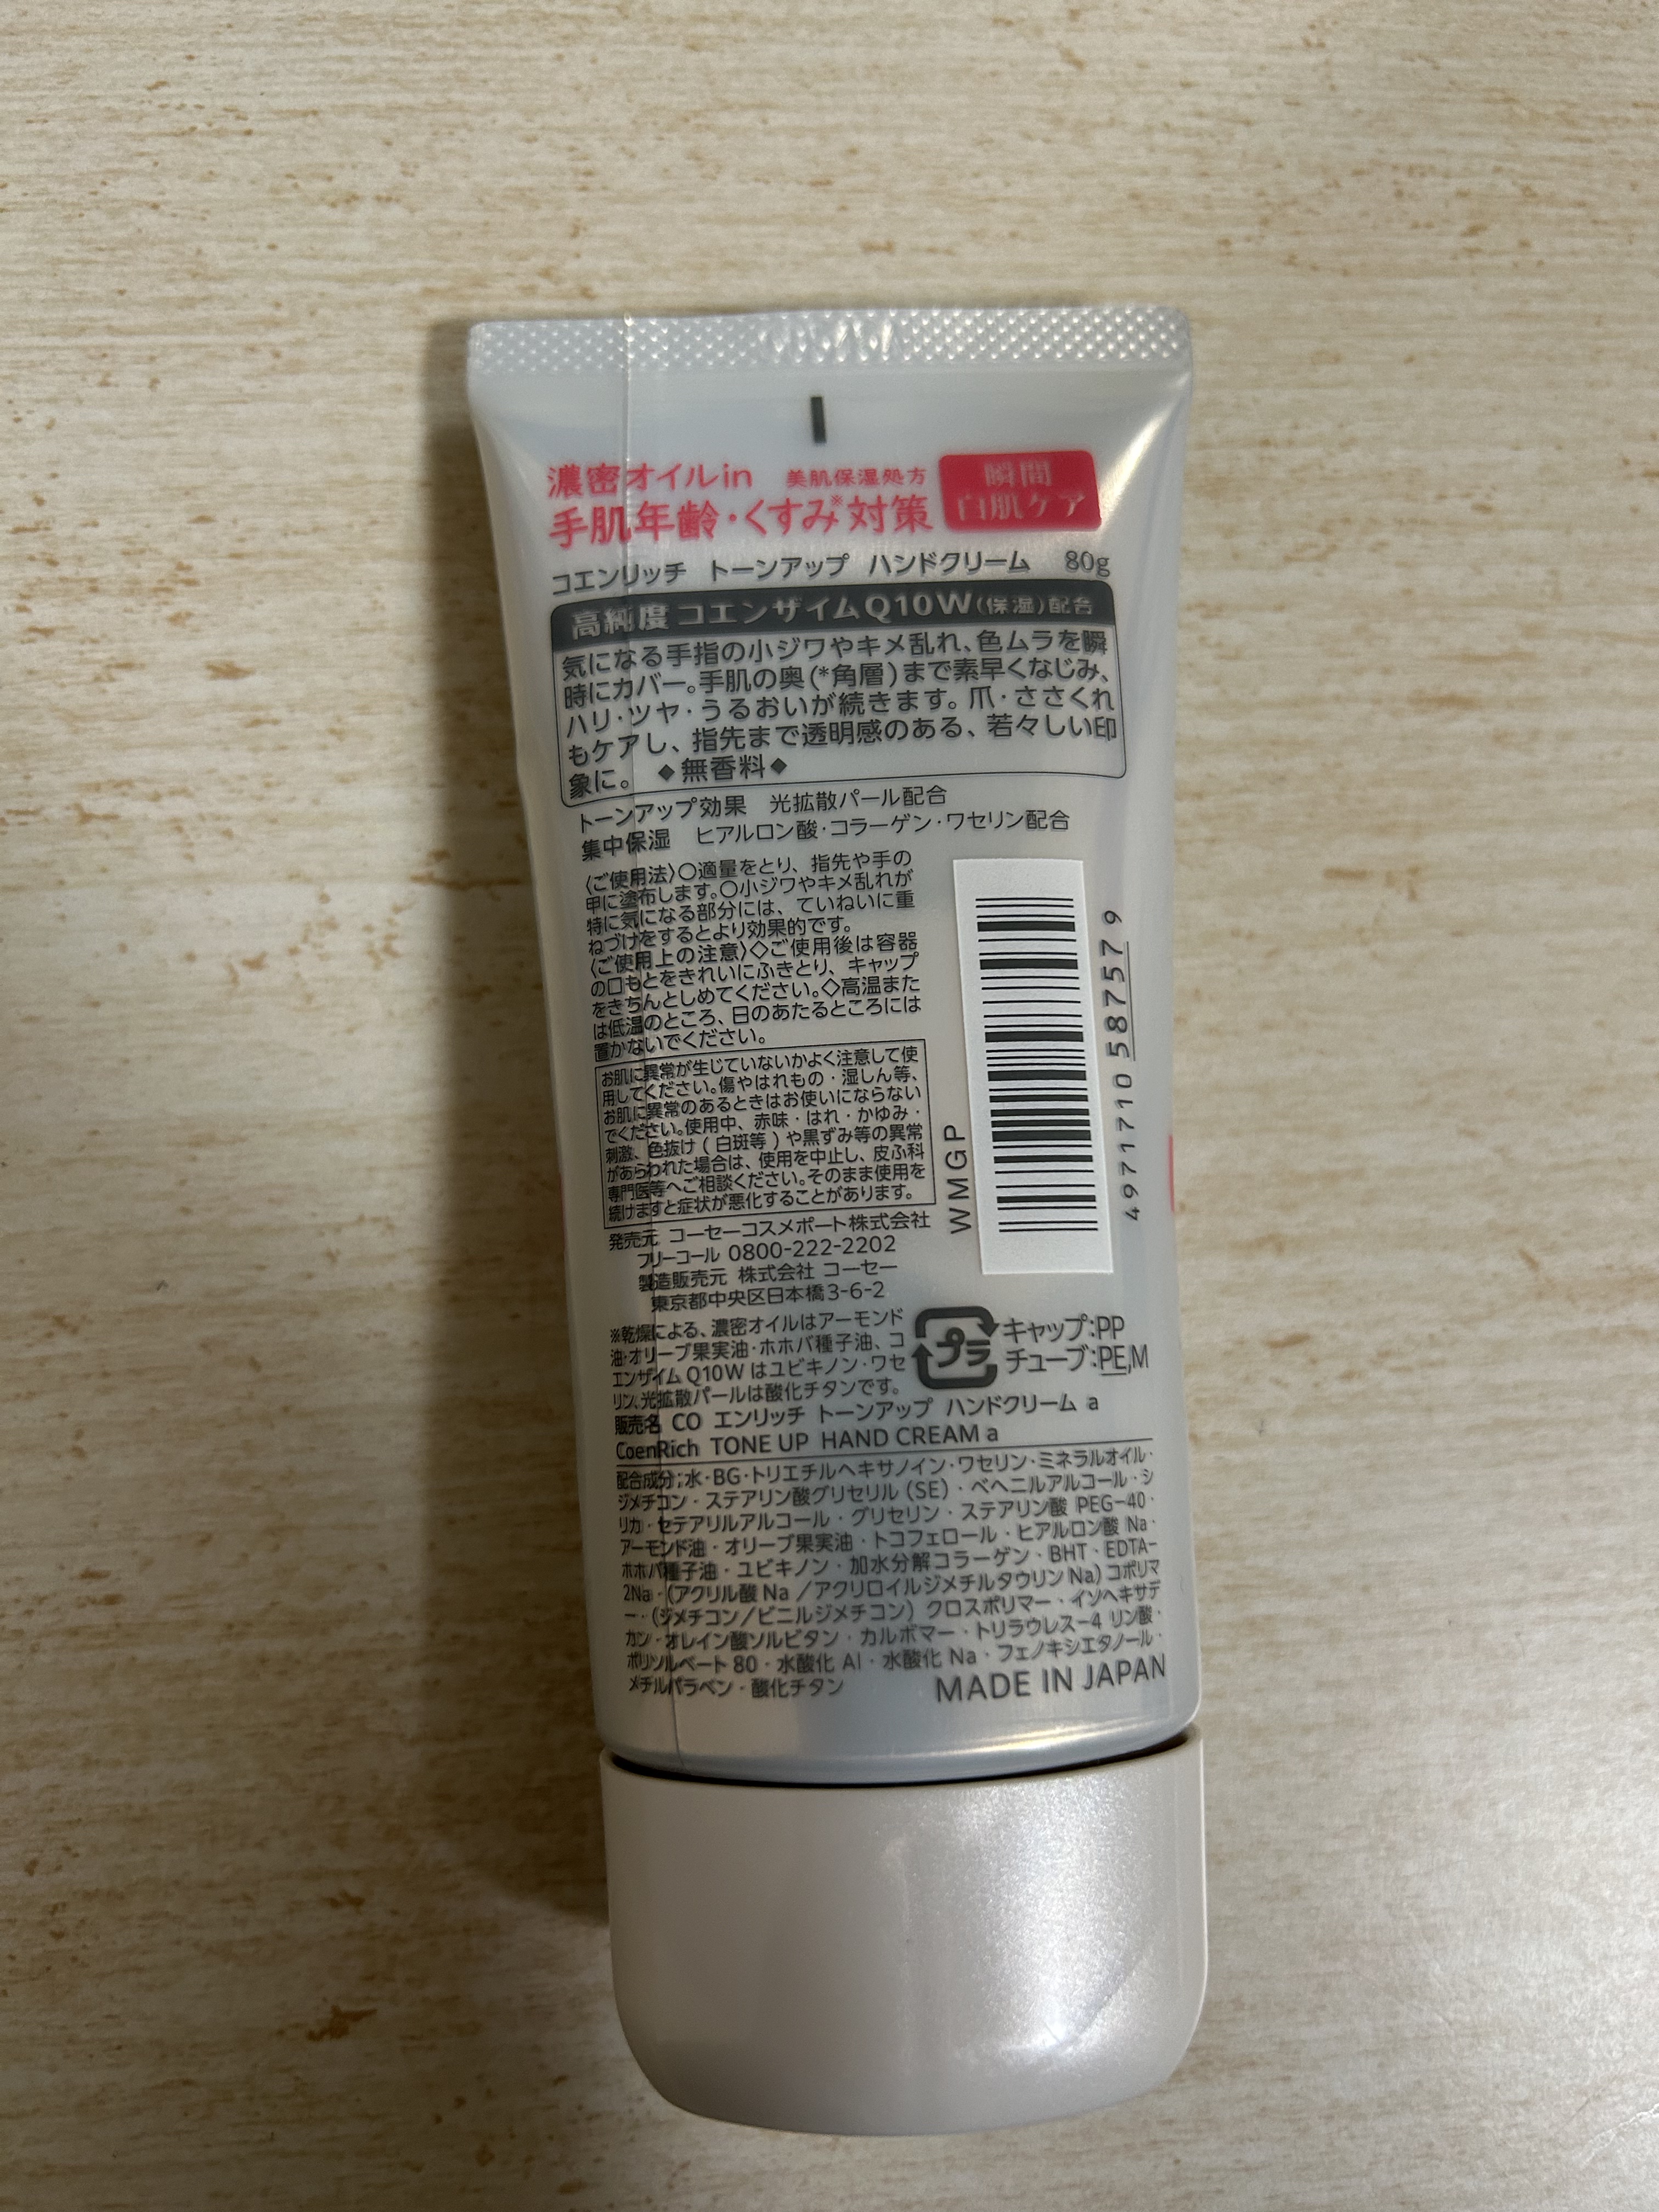 濃密オイルin 美肌保湿処方
手肌年齢・くすみ※対策
瞬間
白肌ケア
コエンリッチ トーンアップ ハンドクリーム 80g
高純度コエンザイムQ10W(保湿)配合
気になる手指の小ジワやキメ乱れ、色ムラを瞬
時にカバー。手肌の奥(*角層)まで素早くなじみ、
ハリ・ツヤ・うるおいが続きます。爪・ささくれ
もケアし、指先まで透明感のある、若々しい印
象に。 ◆無香料◆
トーンアップ効果 光拡散パール配合
集中保湿 ヒアルロン酸・コラーゲン・ワセリン配合
〈ご使用法〉○適量をとり、指先や手の
甲に塗布します。○小ジワやキメ乱れが
特に気になる部分には、ていねいに重
ねづけをするとより効果的です。
〈ご使用上の注意〉◇ご使用後は容器
の口もとをきれいにふきとり、キャップ
をきちんとしめてください。◇高温また
は低温のところ、日のあたるところには
置かないでください。
お肌に異常が生じていないかよく注意して使
用してください。傷やはれもの・湿しん等、
お肌に異常のあるときはお使いにならない
でください。使用中、赤味・はれ・かゆみ・
刺激、色抜け(白斑等)や黒ずみ等の異常
があらわれた場合は、使用を中止し、皮ふ科
専門医等へご相談ください。そのまま使用を
続けますと症状が悪化することがあります。
WMGP
4971710587579
発売元 コーセーコスメポート株式会社
フリーコール 0800-222-2202
製造販売元 株式会社 コーセー
東京都中央区日本橋3-6-2
※乾燥による、濃密オイルはアーモンド
油・オリーブ果実油・ホホバ種子油、コ
エンザイムQ10Wはユビキノン・ワセ
リン、光拡散パールは酸化チタンです。
プラ
キャップ:PP
チューブ:PE,M
販売名 CO エンリッチ トーンアップ ハンドクリーム a
CoenRich TONE UP HAND CREAM a
配合成分;水・BG・トリエチルヘキサノイン・ワセリン・ミネラルオイル・
ジメチコン・ステアリン酸グリセリル(SE)・ベヘニルアルコール・シ
リカ・セテアリルアルコール・グリセリン・ステアリン酸 PEG-40・
アーモンド油・オリーブ果実油・トコフェロール・ヒアルロン酸 Na・
ホホバ種子油・ユビキノン・加水分解コラーゲン・BHT・EDTA-
2Na・(アクリル酸 Na /アクリロイルジメチルタウリン Na) コポリマ
ー・(ジメチコン/ビニルジメチコン) クロスポリマー・イソヘキサデ
カン・オレイン酸ソルビタン・カルボマー・トリラウレス-4 リン酸・
ポリソルベート 80・水酸化 Al・水酸化 Na・フェノキシエタノール・
メチルパラベン・酸化チタン
MADE IN JAPAN